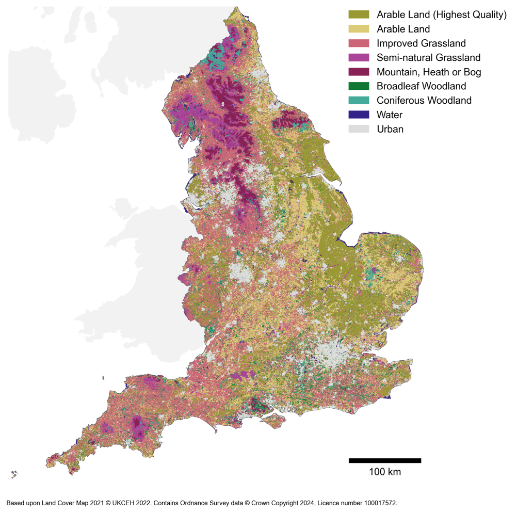 Arable Land (Highest Quality)
Arable Land
Improved Grassland
Semi-natural Grassland
Mountain, Heath or Bog
Broadleaf Woodland
Coniferous Woodland
Water
Urban
100 km
Based upon Land Cover Map 2021 © UKCEH 2022. Contains Ordnance Survey data © Crown Copyright 2024, Licence number 100017572.